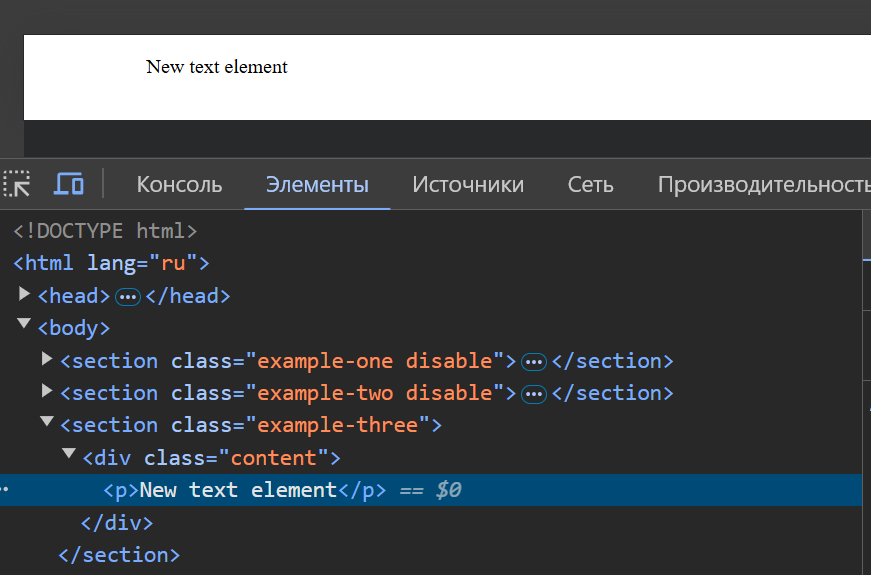 New text element
Консоль Элементы Источники Сеть Производительность
<!DOCTYPE html>
<html lang="ru">
<head>…</head>
<body>
<section class="example-one disable">…</section>
<section class="example-two disable">…</section>
<section class="example-three">
<div class="content">
<p>New text element</p> == $0
</div>
</section>